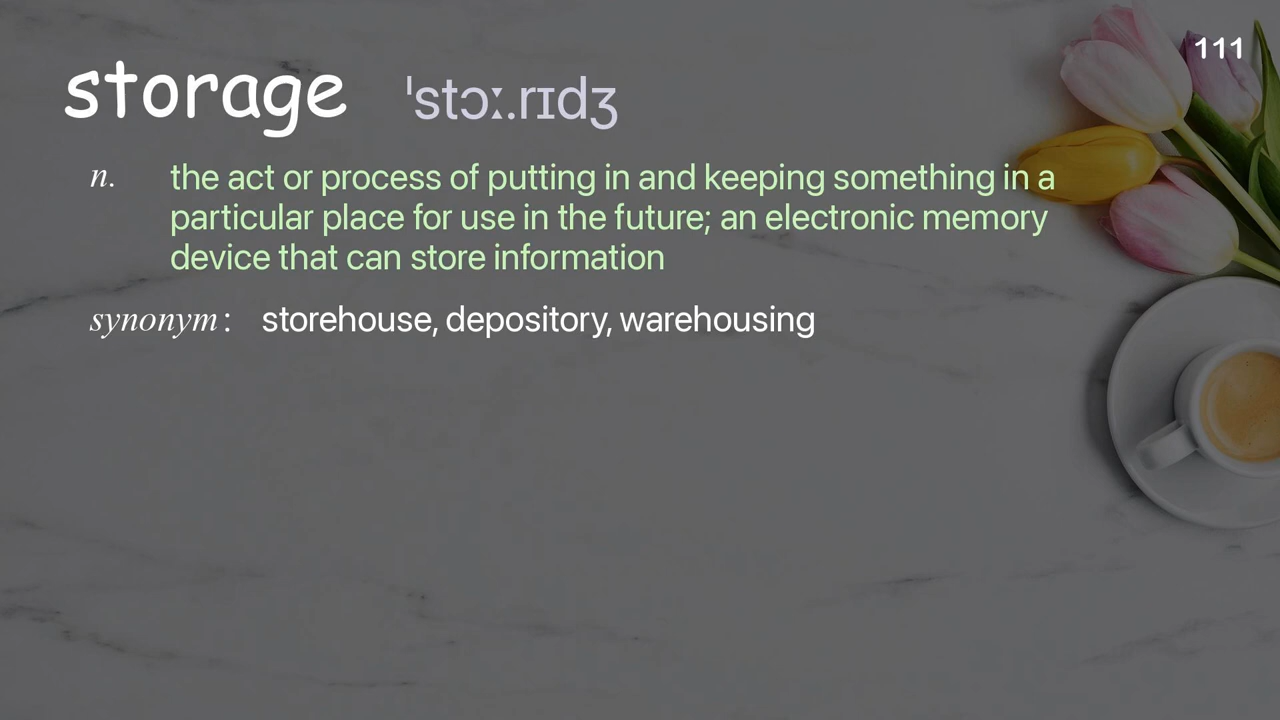 111
storage ˈstɔː.rɪdʒ
n. the act or process of putting in and keeping something in a
particular place for use in the future; an electronic memory
device that can store information
synonym: storehouse, depository, warehousing